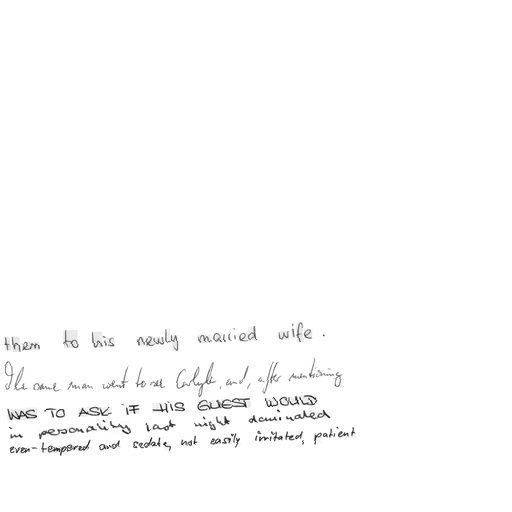 them to his newly married wife.
The same man went to see Carlyle, and, after mentioning
WAS TO ASK IF HIS GUEST WOULD
in personality last night dominated
even-tempered and sedate, not easily irritated, patient